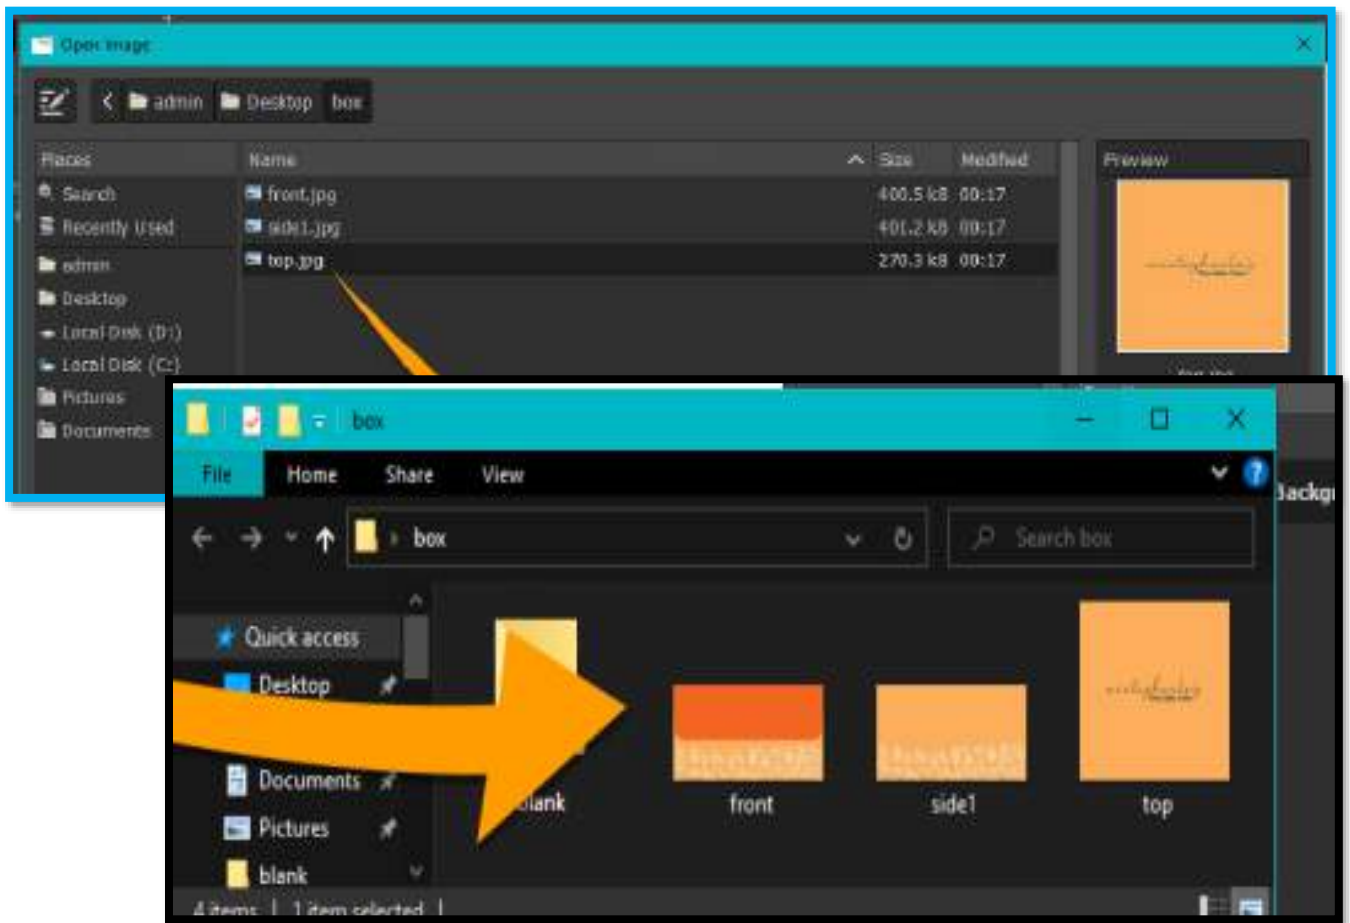 Open Image
admin Desktop box
Places Name Size Modified Preview
Search front.jpg 400.5 kB 00:17
Recently Used side1.jpg 401.2 kB 00:17
admin top.jpg 270.3 kB 00:17
Desktop
Local Disk (D:)
Local Disk (C:)
Pictures
Documents
box
File Home Share View
box Search box
Quick access
Desktop
Documents
Pictures
blank
front side1 top
4 items 1 item selected
Backgr